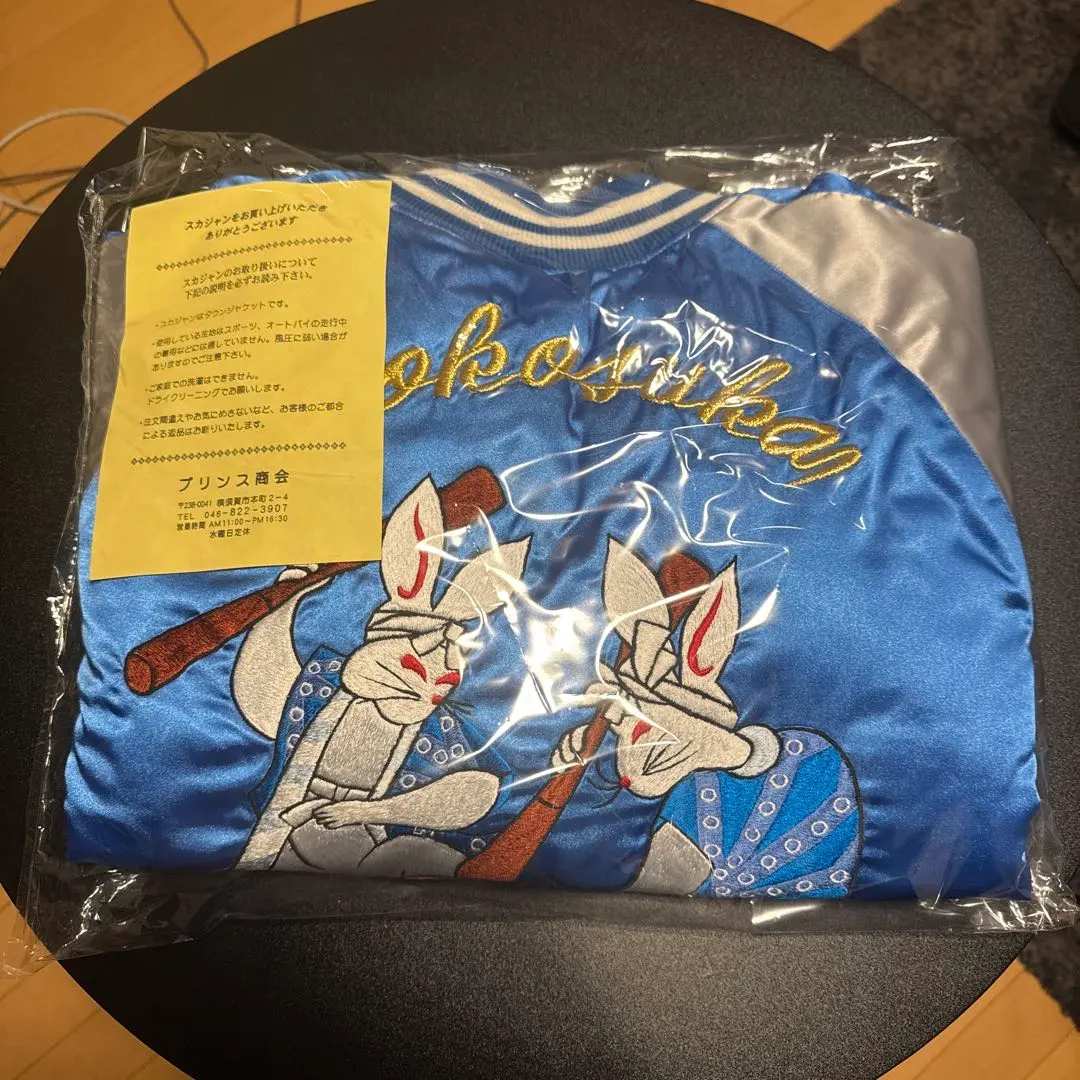 スカジャンをお買い上げいただき
ありがとうございます
スカジャンのお取り扱いについて
下記の説明を必ずお読み下さい。
・スカジャンはタウンジャケットです。
・使用している生地はスポーツ、オートバイの走行中
の着用などには適していません。風圧に弱い場合が
ありますのでご注意下さい。
・ご家庭での洗濯はできません。
ドライクリーニングでお願いします。
・注文間違えやお気にめさないなど、お客様のご都合
による返品はお断りいたします。
プリンス商会
〒238-0041 横須賀市本町2-4
TEL 046-822-3907
営業時間 AM11:00~PM16:30
水曜日定休
okosuka